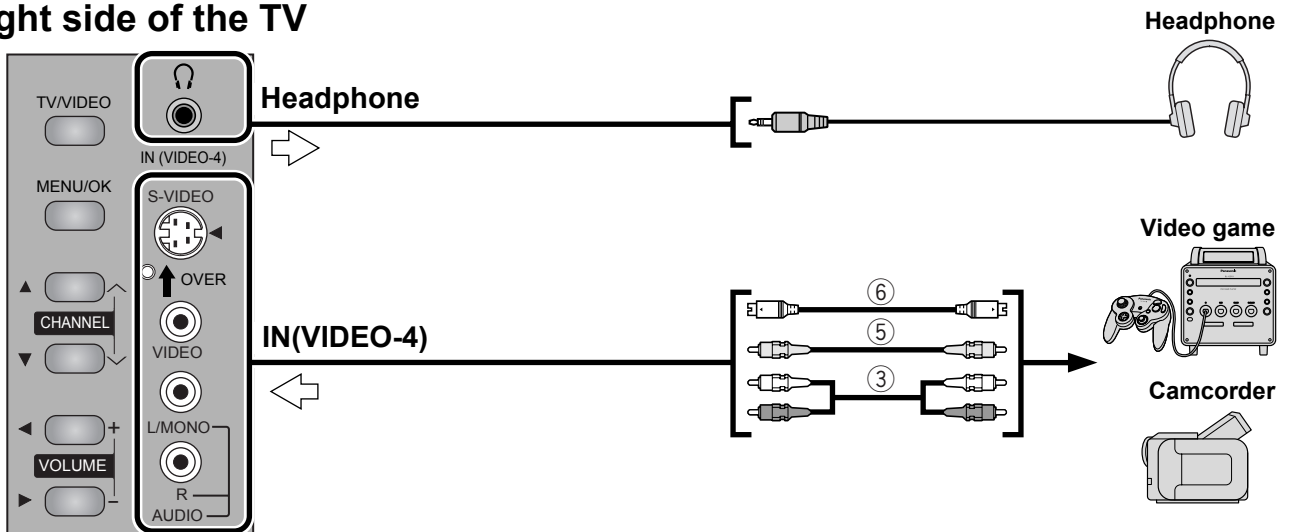 ght side of the TV
Headphone
TV/VIDEO
Headphone
IN (VIDEO-4)
MENU/OK
S-VIDEO
Video game
Panasonic
OVER
⑥
CHANNEL
⑤
VIDEO
IN(VIDEO-4)
③
Camcorder
+
L/MONO
VOLUME
R
-
AUDIO